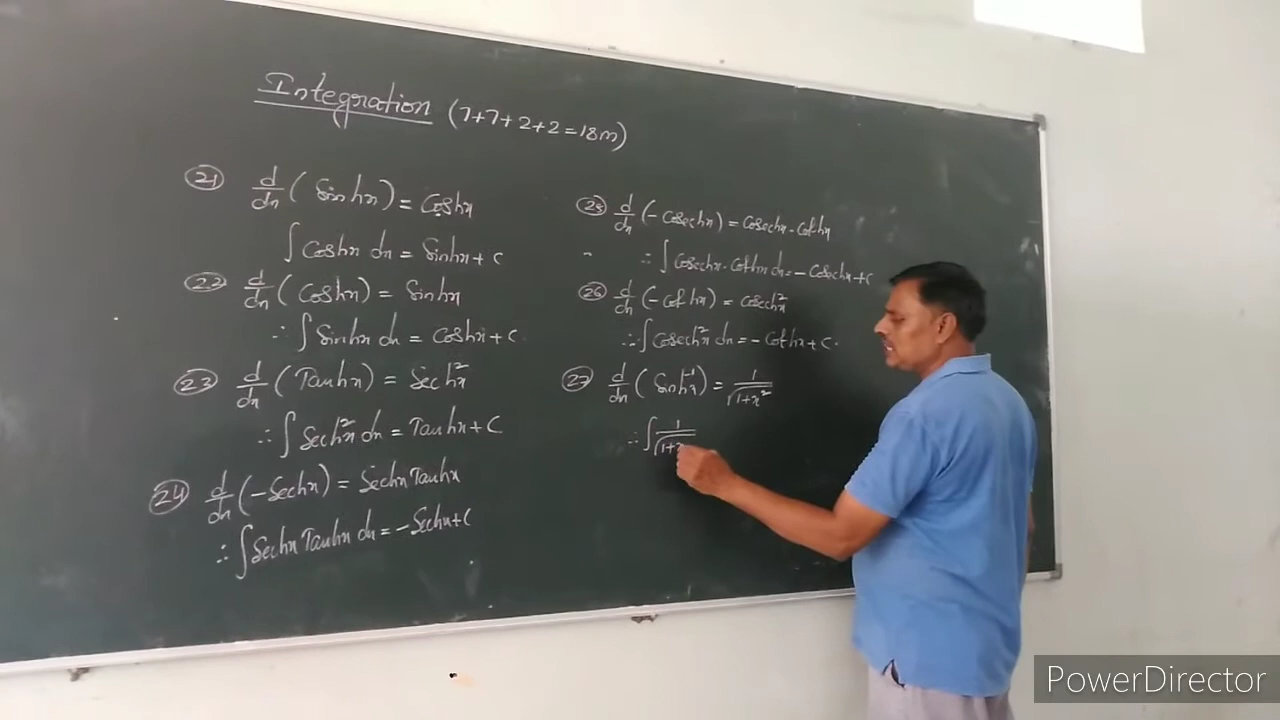 Integration (7+7+2+2=18m)
21 d/dx (Sinhx) = Coshx
∫ Coshx dx = Sinhx + C
22 d/dx (Coshx) = Sinhx
∴ ∫ Sinhx dx = Coshx + C
23 d/dx (Tanhx) = Sech²x
∴ ∫ Sech²x dx = Tanhx + C
24 d/dx (-Sechx) = Sechx Tanhx
∴ ∫ Sechx Tanhx dx = -Sechx + C
25 d/dx (-Cosechx) = Cosechx . Cothx
∴ ∫ Cosechx . Cothx dx = -Cosechx + C
26 d/dx (-Cothx) = Cosech²x
∴ ∫ Cosech²x dx = -Cothx + C.
27 d/dx (Sinh⁻¹x) = 1/√(1+x²)
∴ ∫ 1/√(1+x
PowerDirector